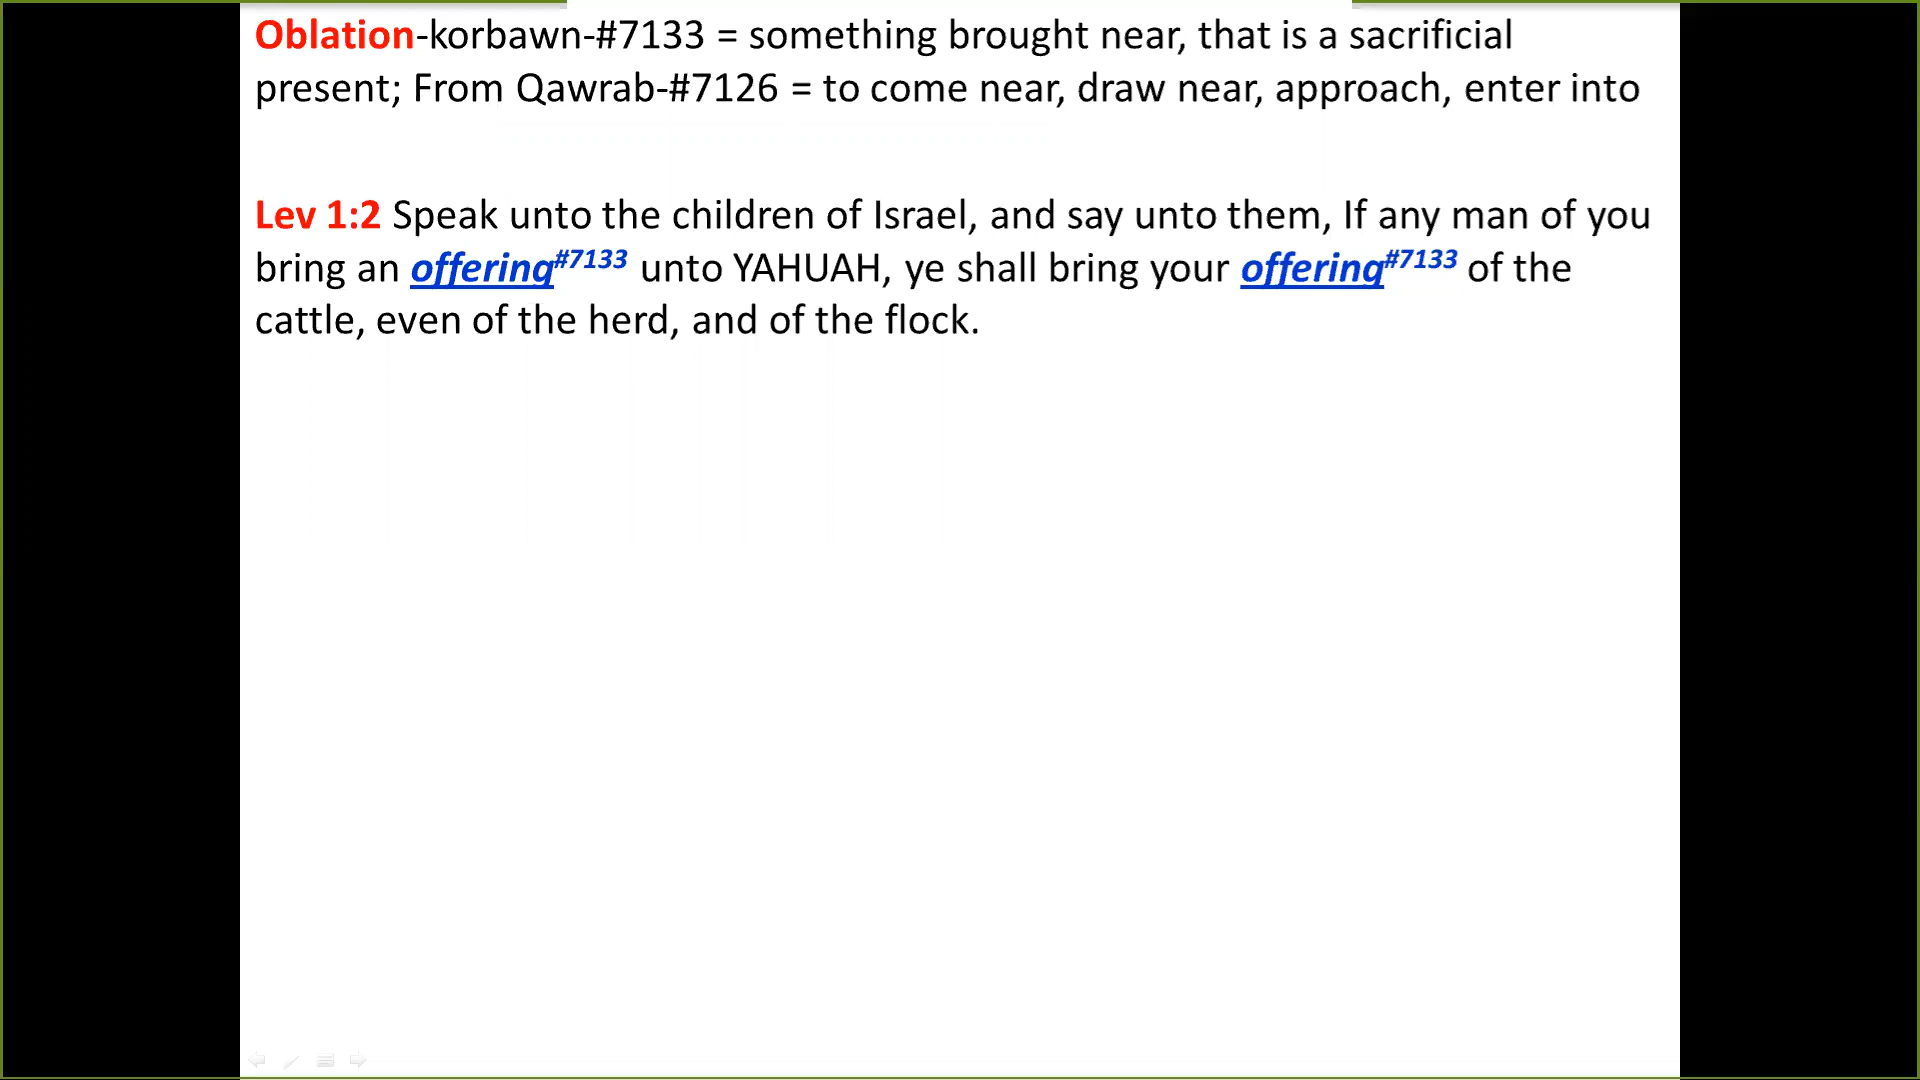 Oblation-korbawn-#7133 = something brought near, that is a sacrificial
present; From Qawrab-#7126 = to come near, draw near, approach, enter into
Lev 1:2 Speak unto the children of Israel, and say unto them, If any man of you
bring an offering#7133 unto YAHUAH, ye shall bring your offering#7133 of the
cattle, even of the herd, and of the flock.